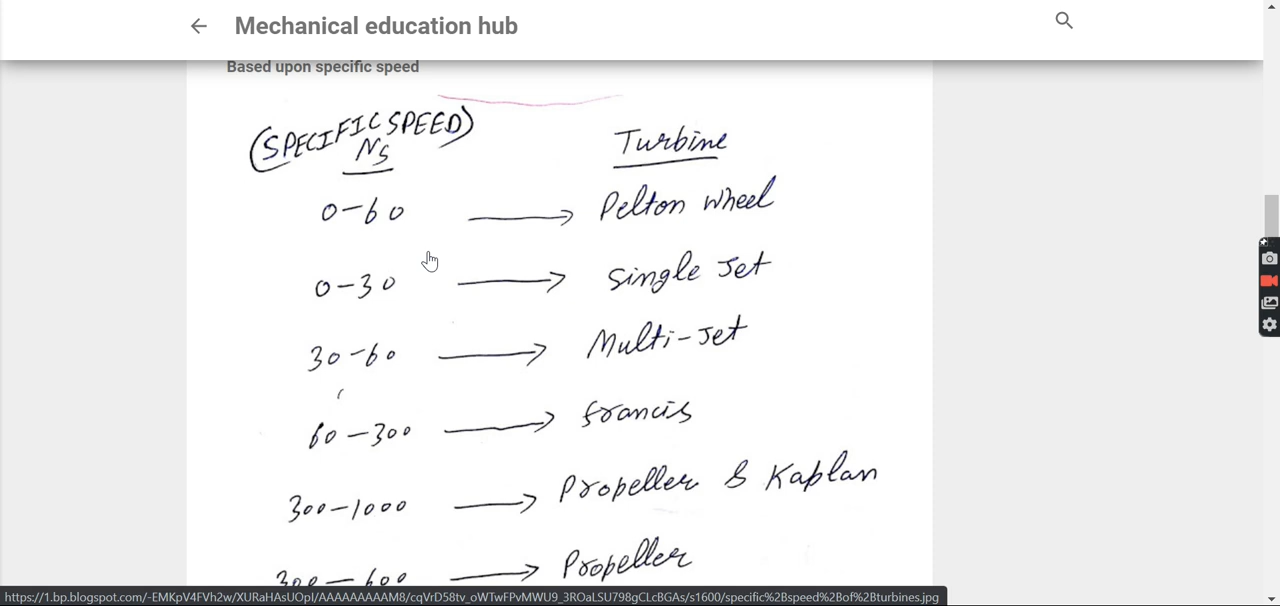 Mechanical education hub
Based upon specific speed
(SPECIFIC SPEED) Turbine
Ns
0-60 → Pelton wheel
0-30 → Single Jet
30-60 → Multi-Jet
60-300 → francis
300-1000 → Propeller & Kaplan
300-600 → Propeller
https://1.bp.blogspot.com/-EMKpV4FVh2w/XURaHAsUOpI/AAAAAAAAAM8/cqVrD58tv_oWTwFPvMWU9_3ROaLSU798gCLcBGAs/s1600/specific%2Bspeed%2Bof%2Bturbines.jpg